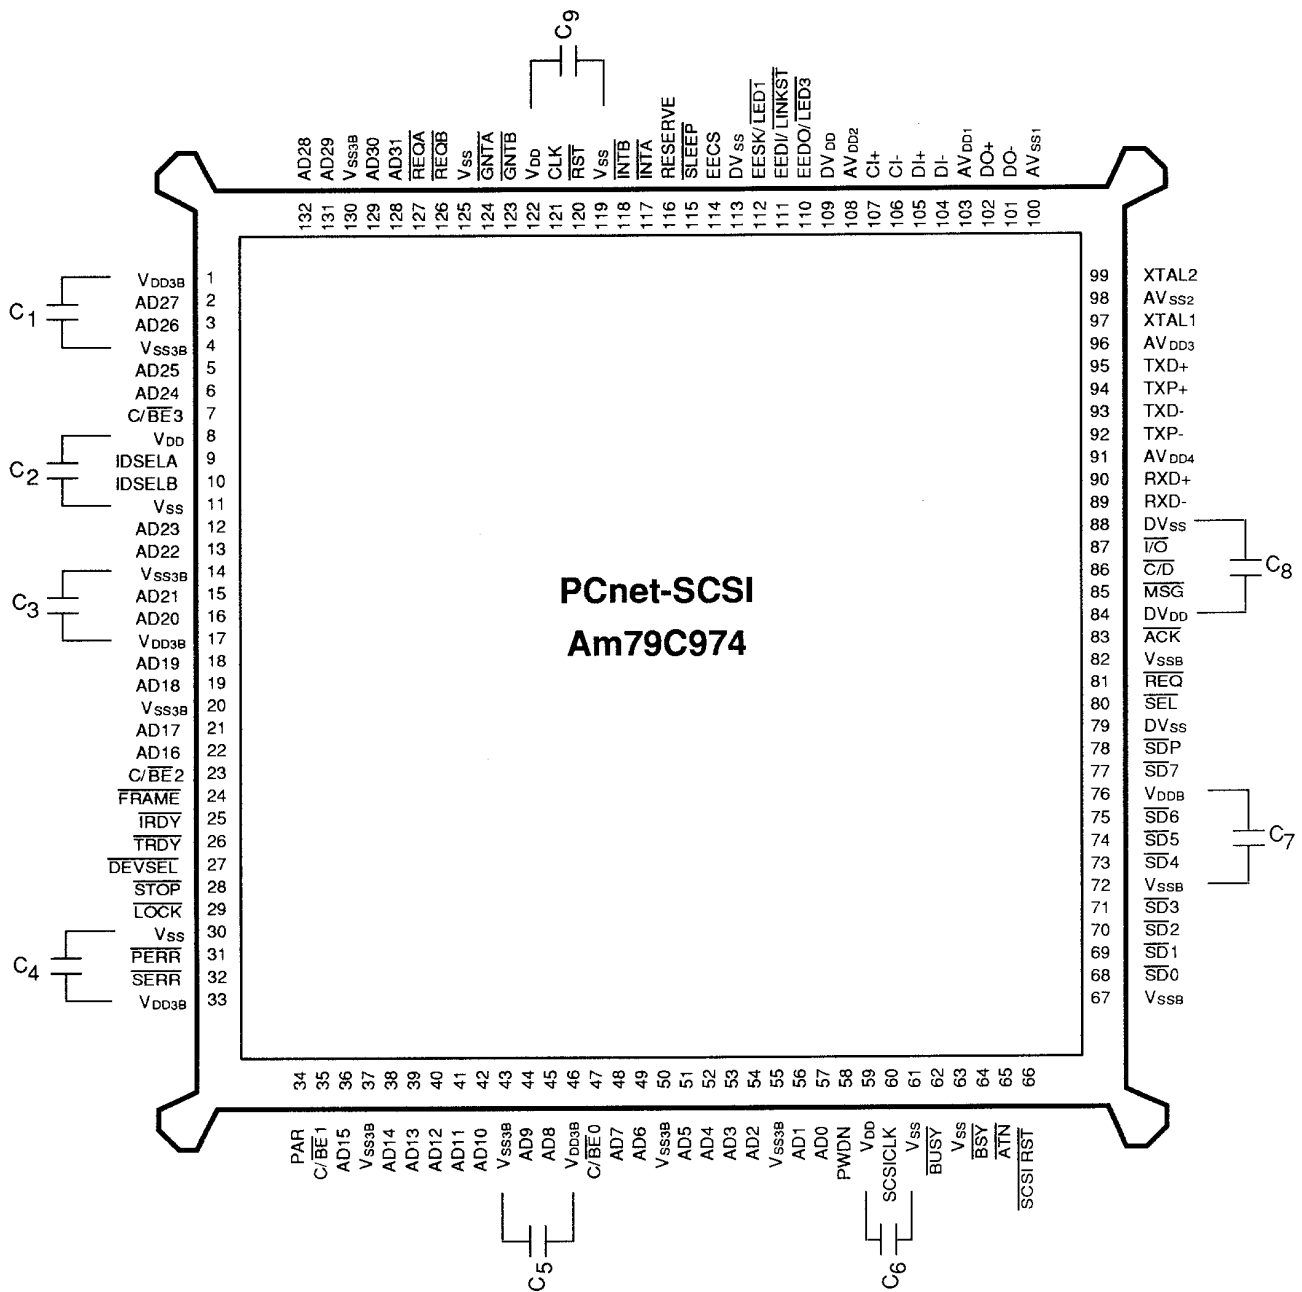 C9
AD28
AD29
VSS3B
AD30
AD31
REQA
REQB
VSS
GNTA
GNTB
VDD
CLK
RST
VSS
INTB
INTA
RESERVE
SLEEP
EECS
DVSS
EESK/LED1
EEDI/LINKST
EEDO/LED3
DVDD
AVDD2
CI+
CI-
DI+
DI-
AVDD1
DO+
DO-
AVSS1
132
131
130
129
128
127
126
125
124
123
122
121
120
119
118
117
116
115
114
113
112
111
110
109
108
107
106
105
104
103
102
101
100
C1
C2
C3
C4
VDD3B 1
AD27 2
AD26 3
VSS3B 4
AD25 5
AD24 6
C/BE3 7
VDD 8
IDSELA 9
IDSELB 10
VSS 11
AD23 12
AD22 13
VSS3B 14
AD21 15
AD20 16
VDD3B 17
AD19 18
AD18 19
VSS3B 20
AD17 21
AD16 22
C/BE2 23
FRAME 24
IRDY 25
TRDY 26
DEVSEL 27
STOP 28
LOCK 29
VSS 30
PERR 31
SERR 32
VDD3B 33
PCnet-SCSI
Am79C974
99 XTAL2
98 AVSS2
97 XTAL1
96 AVDD3
95 TXD+
94 TXP+
93 TXD-
92 TXP-
91 AVDD4
90 RXD+
89 RXD-
88 DVSS
87 I/O
86 C/D
85 MSG
84 DVDD
83 ACK
82 VSSB
81 REQ
80 SEL
79 DVSS
78 SDP
77 SD7
76 VDDB
75 SD6
74 SD5
73 SD4
72 VSSB
71 SD3
70 SD2
69 SD1
68 SD0
67 VSSB
C8
C7
34
35
36
37
38
39
40
41
42
43
44
45
46
47
48
49
50
51
52
53
54
55
56
57
58
59
60
61
62
63
64
65
66
PAR
C/BE1
AD15
VSS3B
AD14
AD13
AD12
AD11
AD10
VSS3B
AD9
AD8
VDD3B
C/BE0
AD7
AD6
VSS3B
AD5
AD4
AD3
AD2
VSS3B
AD1
AD0
PWDN
VDD
SCSICLK
VSS
BUSY
VSS
BSY
ATN
SCSI RST
C5
C6